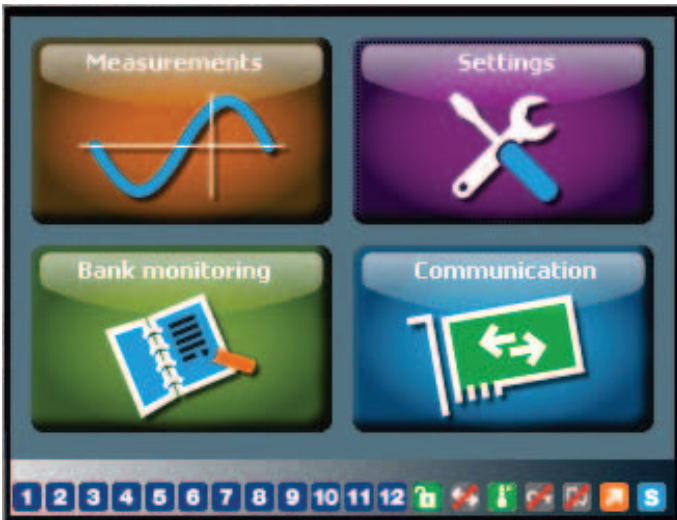 Measurements Settings
Bank monitoring Communication
1 2 3 4 5 6 7 8 9 10 11 12 S